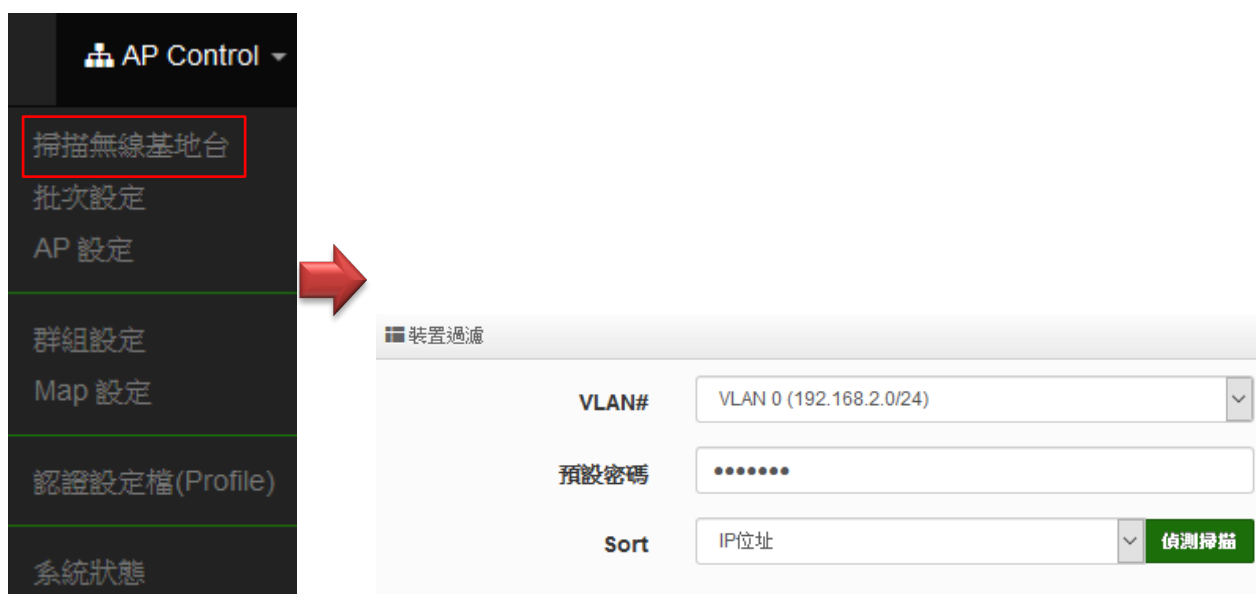 AP Control
掃描無線基地台
批次設定
AP 設定
群組設定
Map 設定
認證設定檔(Profile)
系統狀態
裝置過濾
VLAN# VLAN 0 (192.168.2.0/24)
預設密碼 •••••••
Sort IP位址 偵測掃描